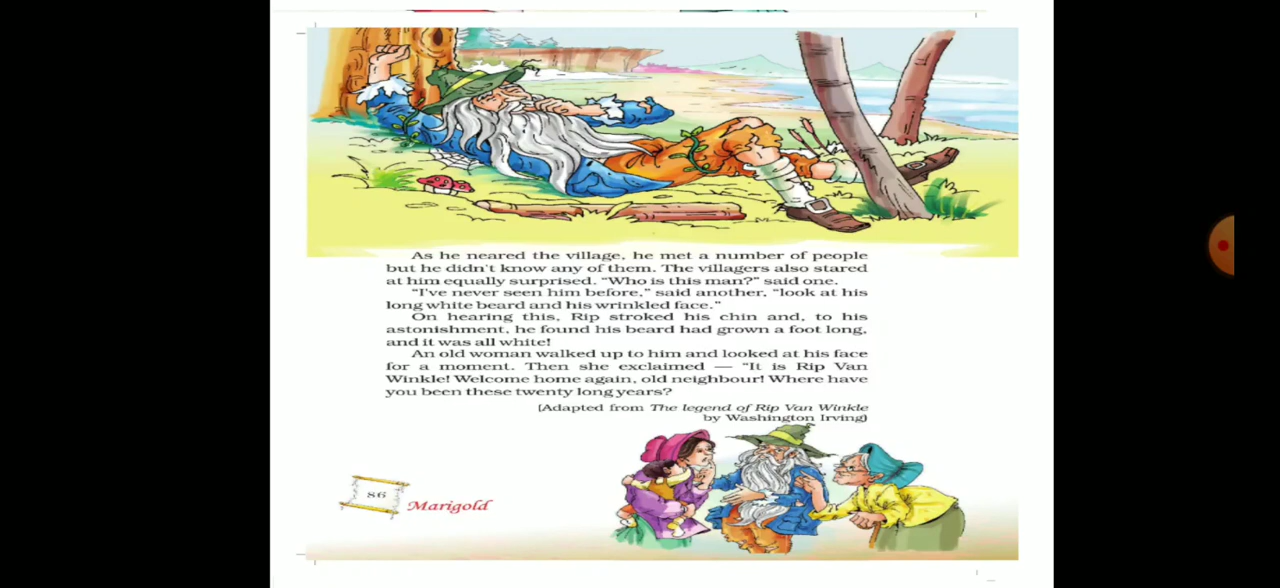 As he neared the village, he met a number of people
but he didn't know any of them. The villagers also stared
at him equally surprised. "Who is this man?" said one.
"I've never seen him before," said another, "look at his
long white beard and his wrinkled face."
On hearing this, Rip stroked his chin and, to his
astonishment, he found his beard had grown a foot long,
and it was all white!
An old woman walked up to him and looked at his face
for a moment. Then she exclaimed — "It is Rip Van
Winkle! Welcome home again, old neighbour! Where have
you been these twenty long years?
(Adapted from The legend of Rip Van Winkle
by Washington Irving)
86
Marigold